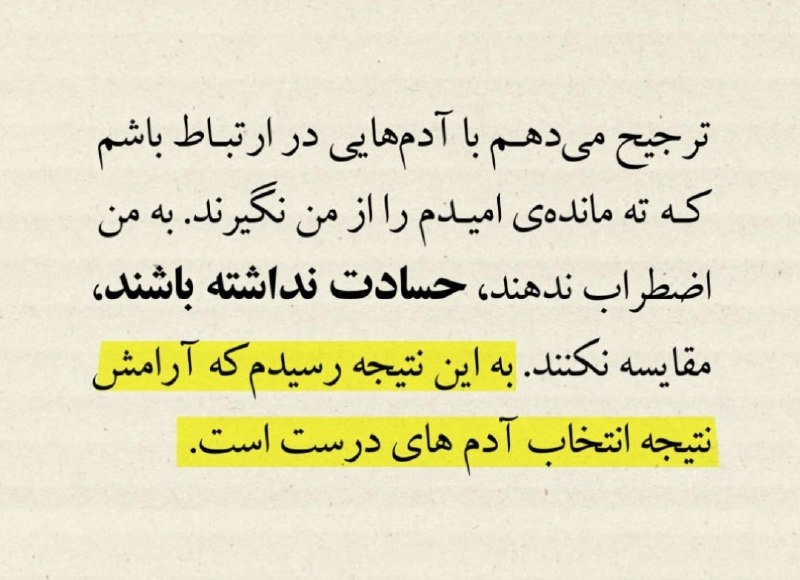 ترجیح می‌دهم با آدم‌هایی در ارتباط باشم
که ته مانده‌ی امیدم را از من نگیرند. به من
اضطراب ندهند، حسادت نداشته باشند،
مقایسه نکنند. به این نتیجه رسیدم که آرامش
نتیجه انتخاب آدم های درست است.